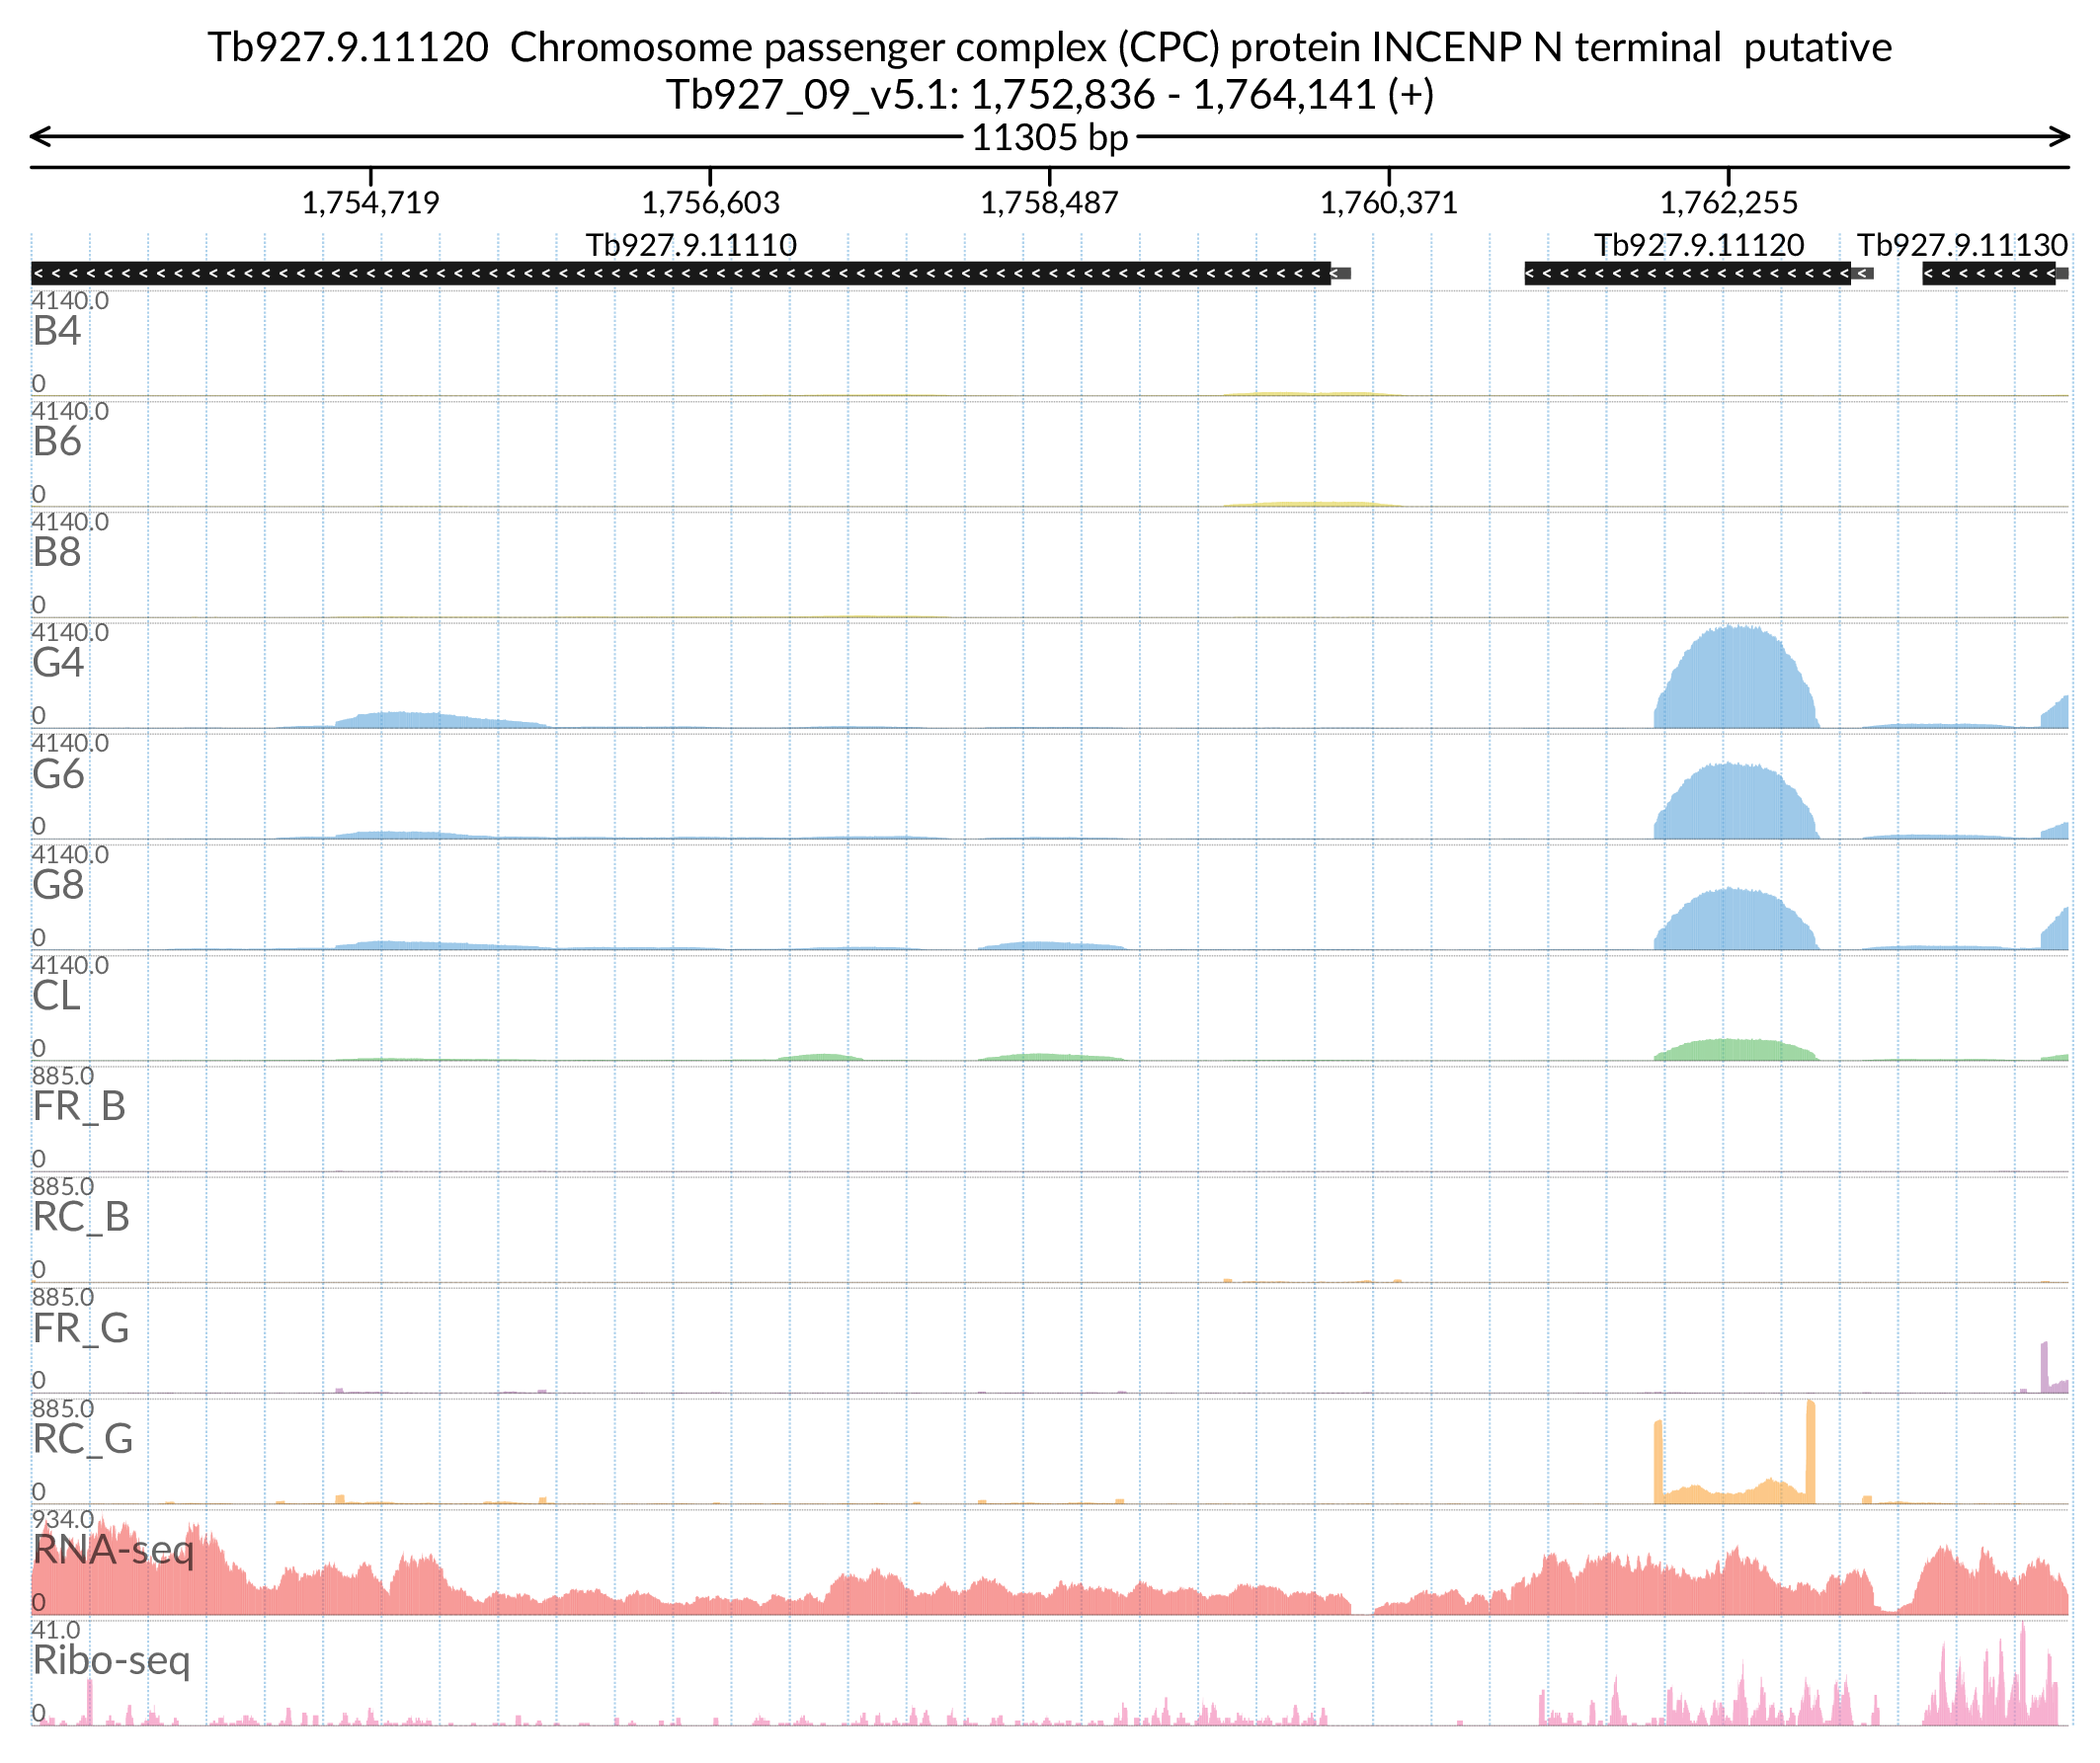 Tb927.9.11120  Chromosome passenger complex (CPC) protein INCENP N terminal  putative
Tb927_09_v5.1: 1,752,836 - 1,764,141 (+)
11305 bp
1,754,719 1,756,603 1,758,487 1,760,371 1,762,255
Tb927.9.11110 Tb927.9.11120 Tb927.9.11130
4140.0
B4
0
4140.0
B6
0
4140.0
B8
0
4140.0
G4
0
4140.0
G6
0
4140.0
G8
0
4140.0
CL
0
885.0
FR_B
0
885.0
RC_B
0
885.0
FR_G
0
885.0
RC_G
0
934.0
RNA-seq
0
41.0
Ribo-seq
0